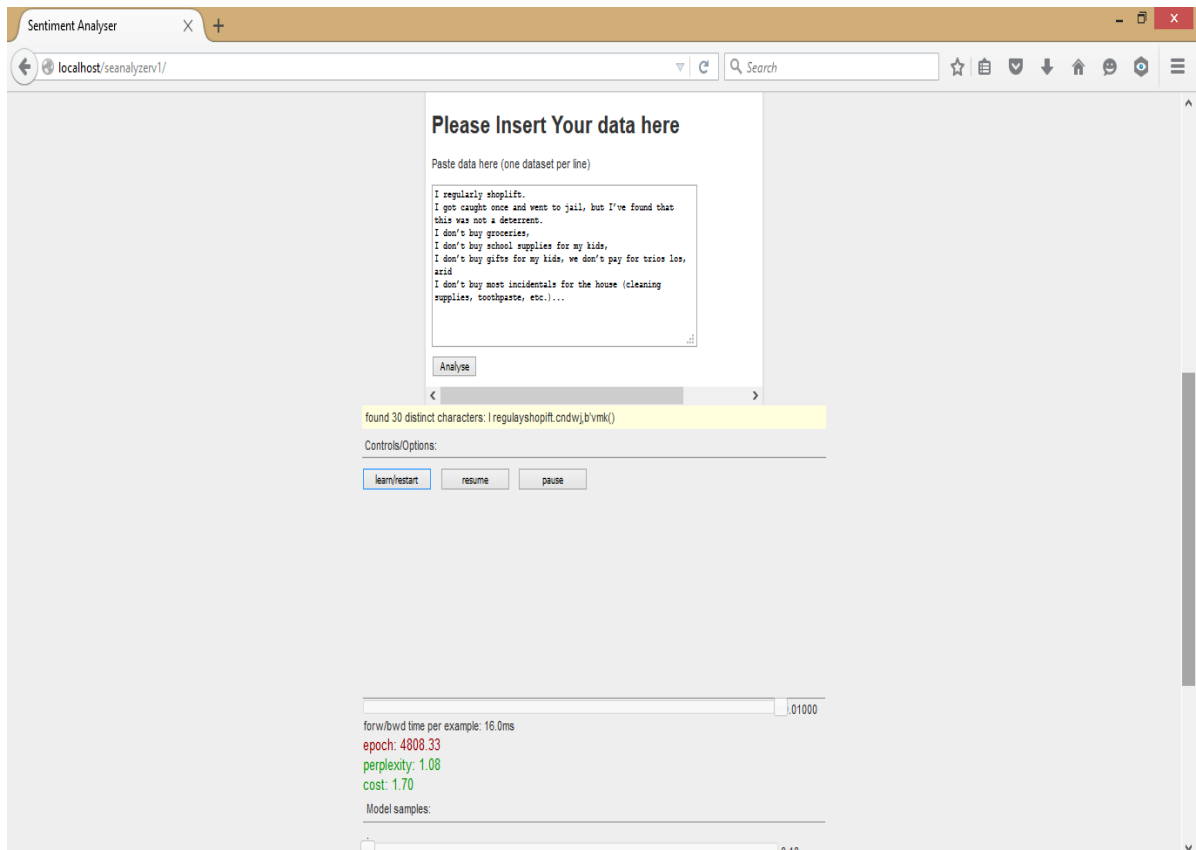 Sentiment Analyser
localhost/seanalyzerv1/
Search
Please Insert Your data here
Paste data here (one dataset per line)
I regularly shoplift.
I got caught once and went to jail, but I've found that
this was not a deterrent.
I don't buy groceries,
I don't buy school supplies for my kids,
I don't buy gifts for my kids, we don't pay for trios los,
arid
I don't buy most incidentals for the house (cleaning
supplies, toothpaste, etc.)...
Analyse
found 30 distinct characters: I regulayshopift.cndwj,b'vmk()
Controls/Options:
learn/restart resume pause
.01000
forw/bwd time per example: 16.0ms
epoch: 4808.33
perplexity: 1.08
cost: 1.70
Model samples: